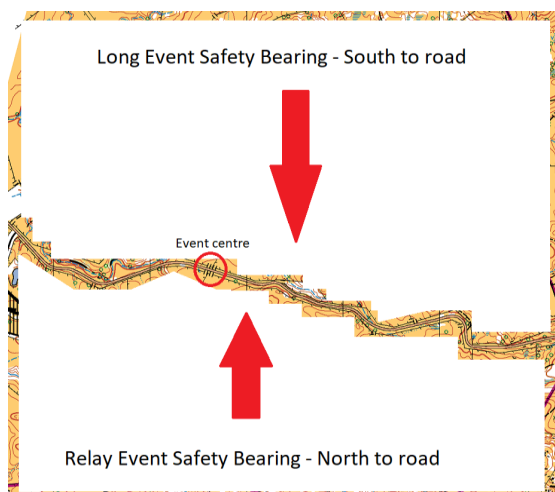 Long Event Safety Bearing - South to road
Event centre
Relay Event Safety Bearing - North to road